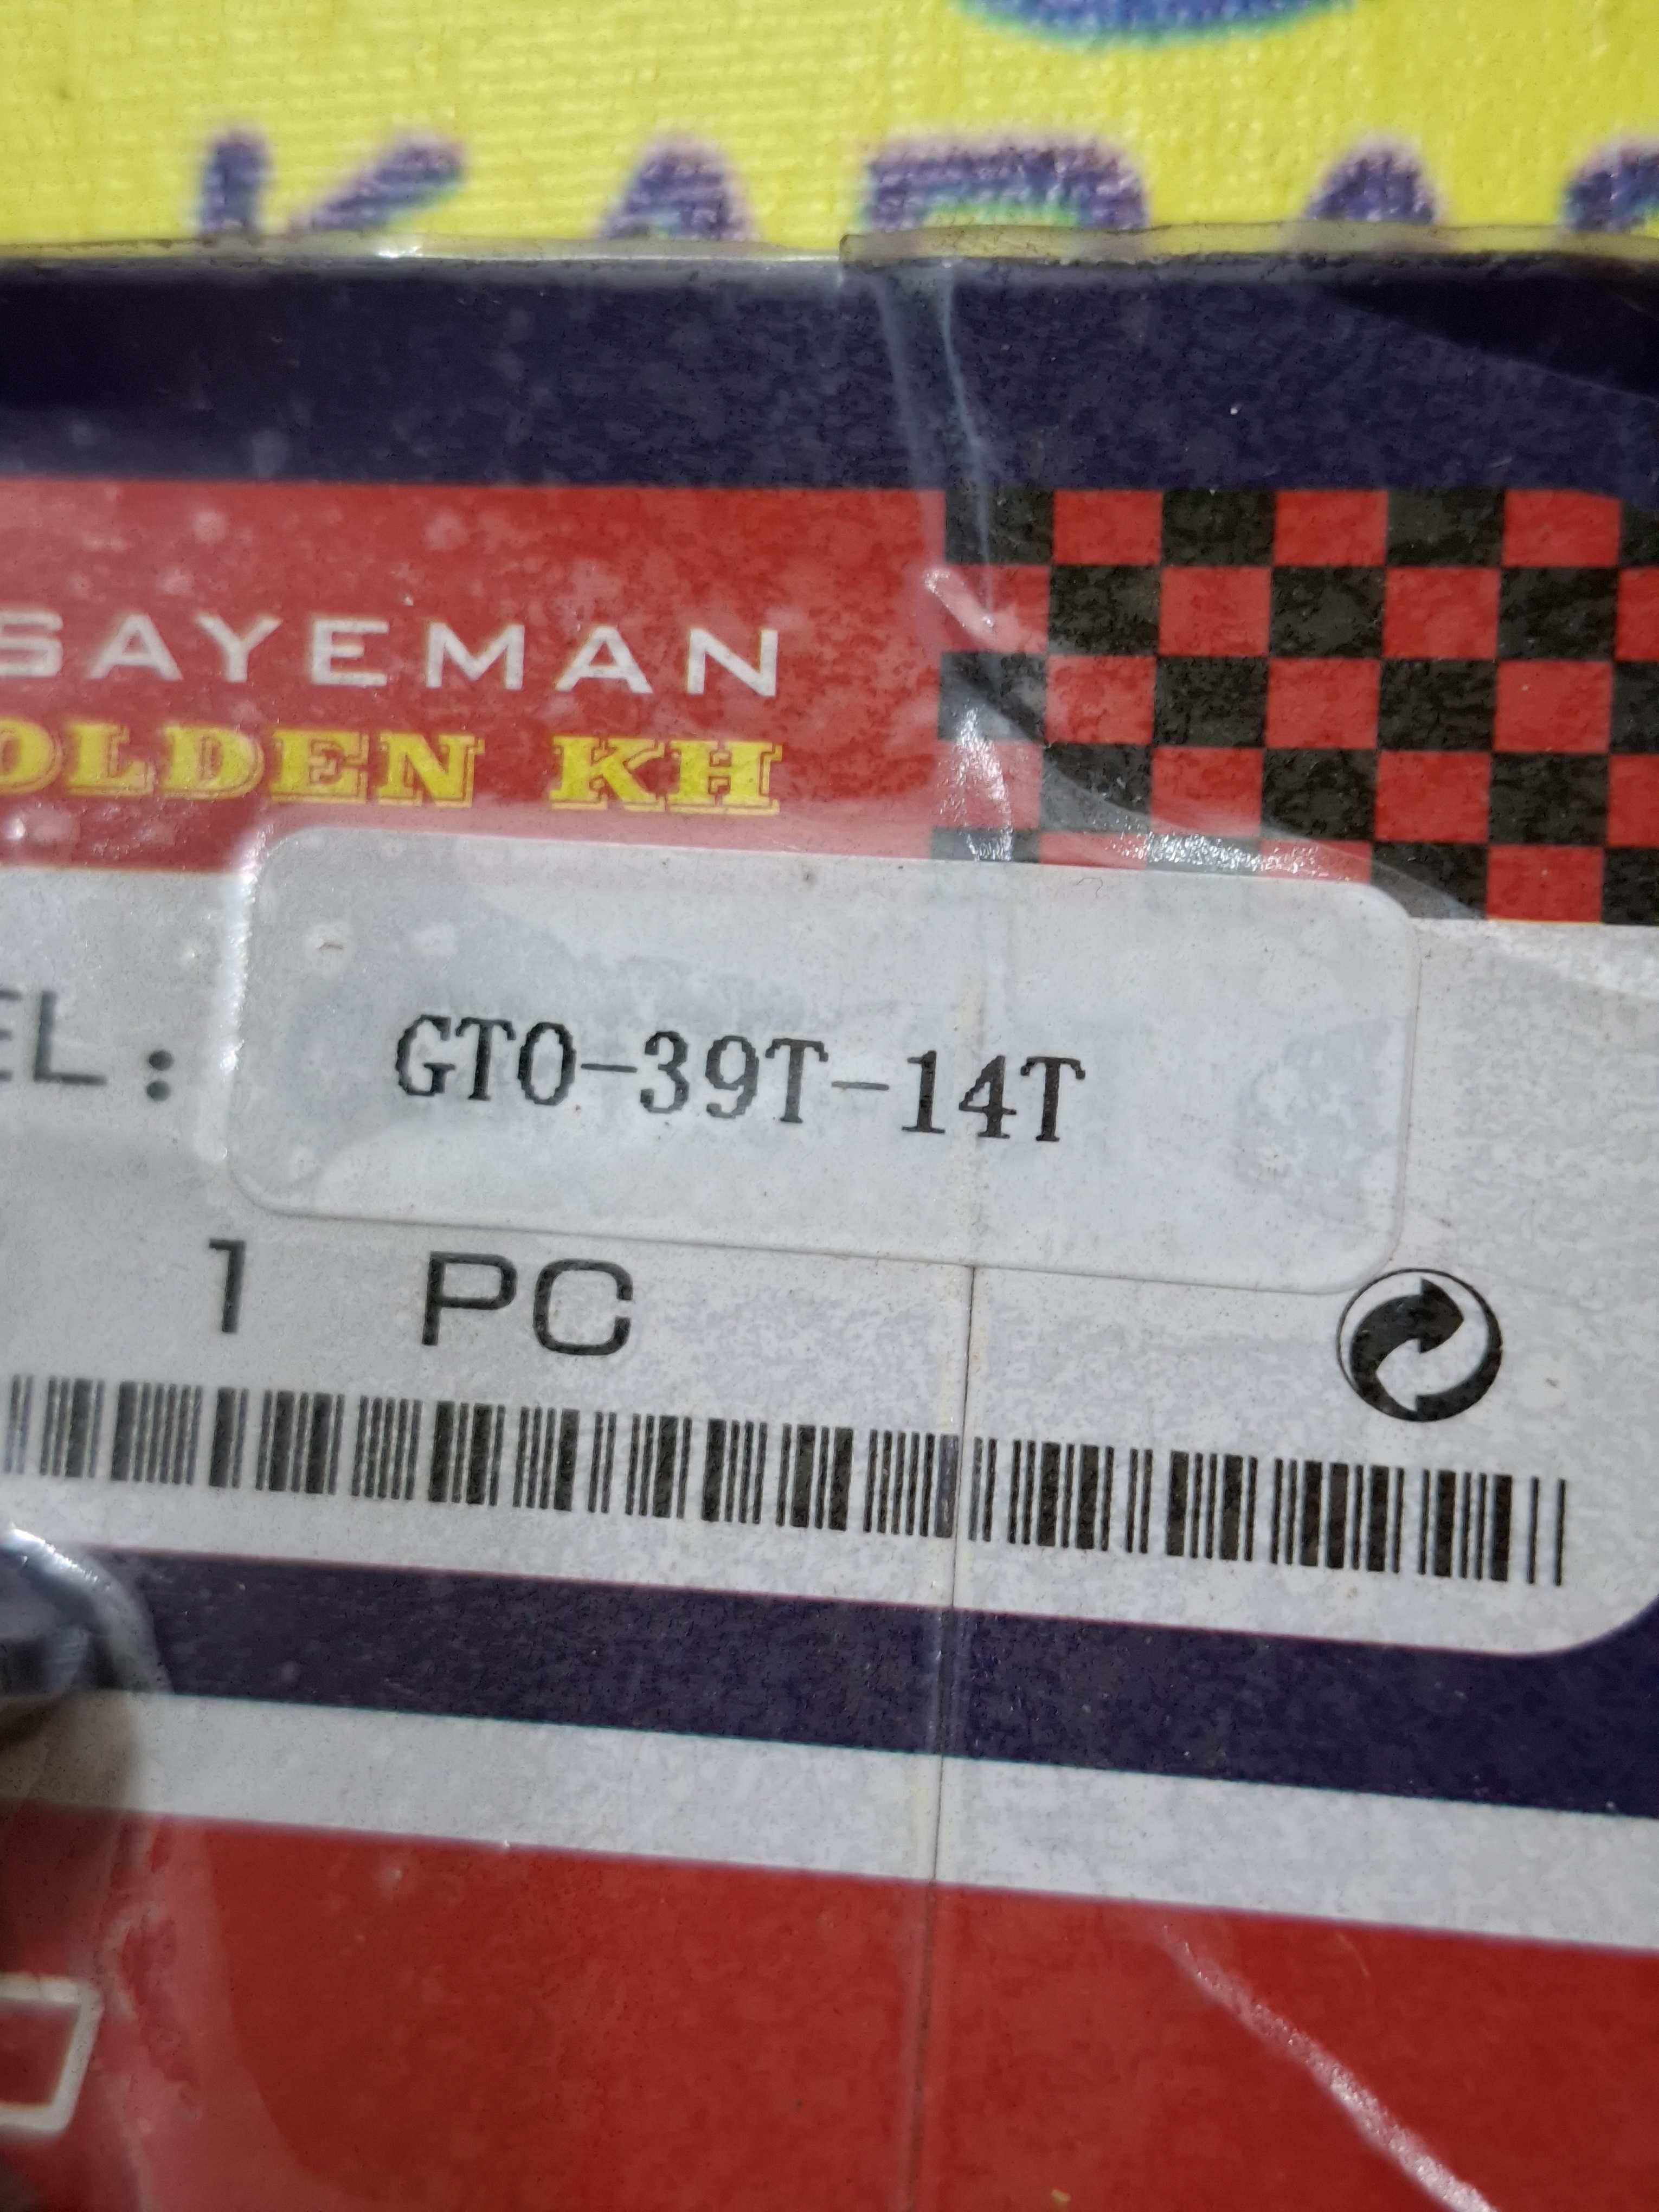 SAYEMAN
OLDEN KH
EL:
GTO-39T-14T
1 PC